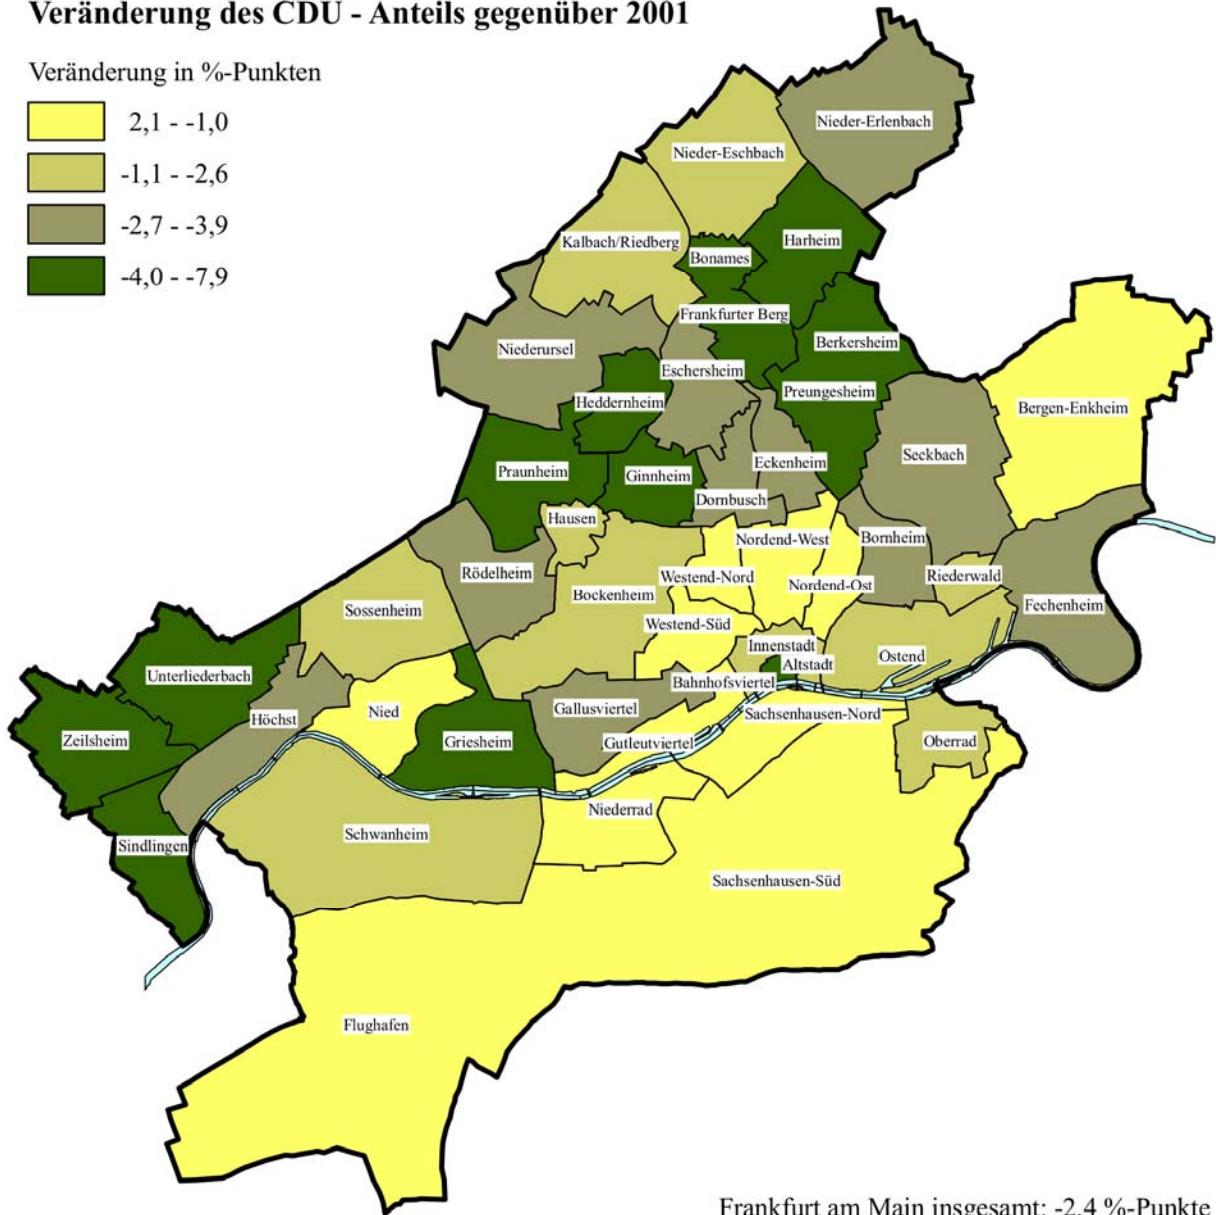 Veränderung des CDU - Anteils gegenüber 2001
Veränderung in %-Punkten
2,1 - -1,0
-1,1 - -2,6
-2,7 - -3,9
-4,0 - -7,9
Nieder-Erlenbach
Nieder-Eschbach
Kalbach/Riedberg
Harheim
Bonames
Frankfurter Berg
Berkersheim
Niederursel
Eschersheim
Preungesheim
Heddernheim
Bergen-Enkheim
Seckbach
Eckenheim
Praunheim
Ginnheim
Dornbusch
Hausen
Nordend-West
Bornheim
Rödelheim
Westend-Nord
Nordend-Ost
Riederwald
Bockenheim
Fechenheim
Sossenheim
Westend-Süd
Innenstadt
Ostend
Altstadt
Unterliederbach
Bahnhofsviertel
Höchst
Nied
Gallusviertel
Sachsenhausen-Nord
Zeilsheim
Griesheim
Gutleutviertel
Oberrad
Niederrad
Schwanheim
Sindlingen
Sachsenhausen-Süd
Flughafen
Frankfurt am Main insgesamt: -2,4 %-Punkte